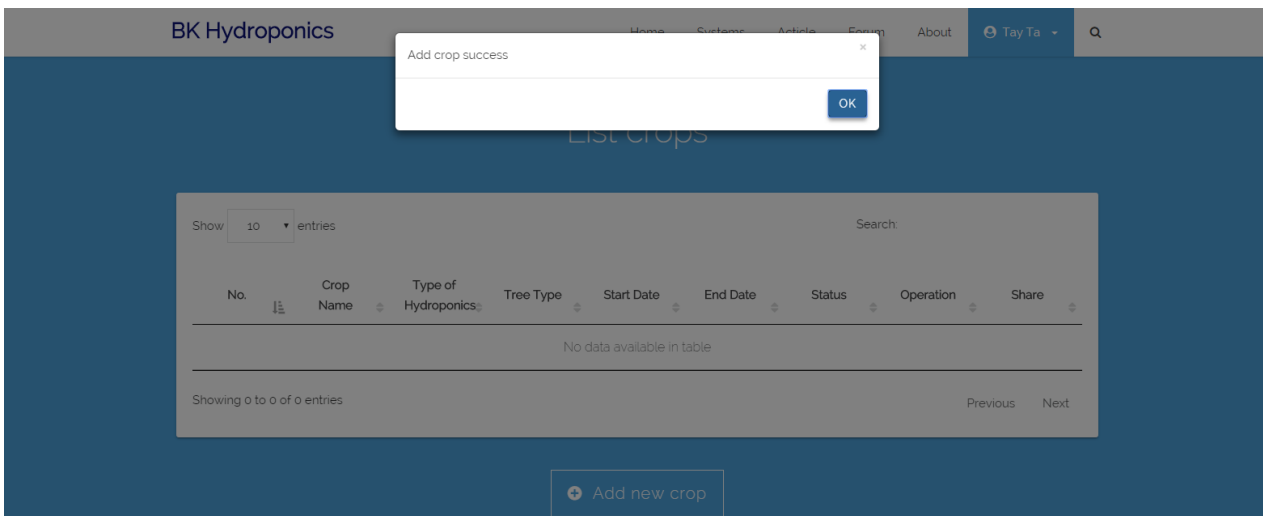 BK Hydroponics
Home Systems Acticle Forum About Tay Ta
Add crop success
×
OK
List crops
Show 10 entries
Search:
No. Crop Name Type of Hydroponics Tree Type Start Date End Date Status Operation Share
No data available in table
Showing 0 to 0 of 0 entries
Previous Next
Add new crop